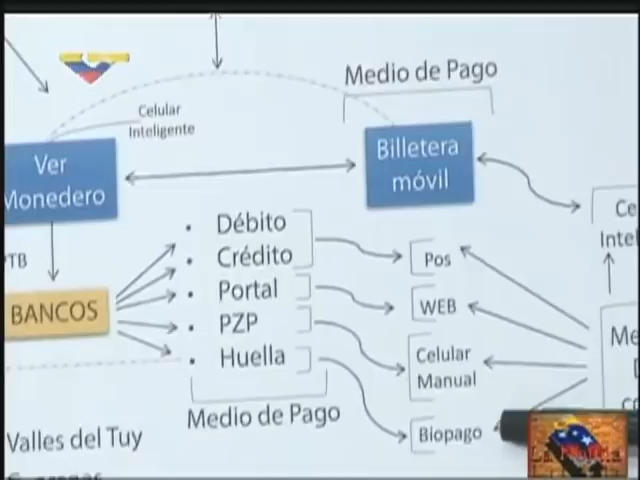 Medio de Pago
Celular
Inteligente
Ver
Monedero
Billetera
móvil
Débito
Crédito
Portal
PZP
Huella
Medio de Pago
PTB
BANCOS
Pos
WEB
Celular
Manual
Biopago
Valles del Tuy